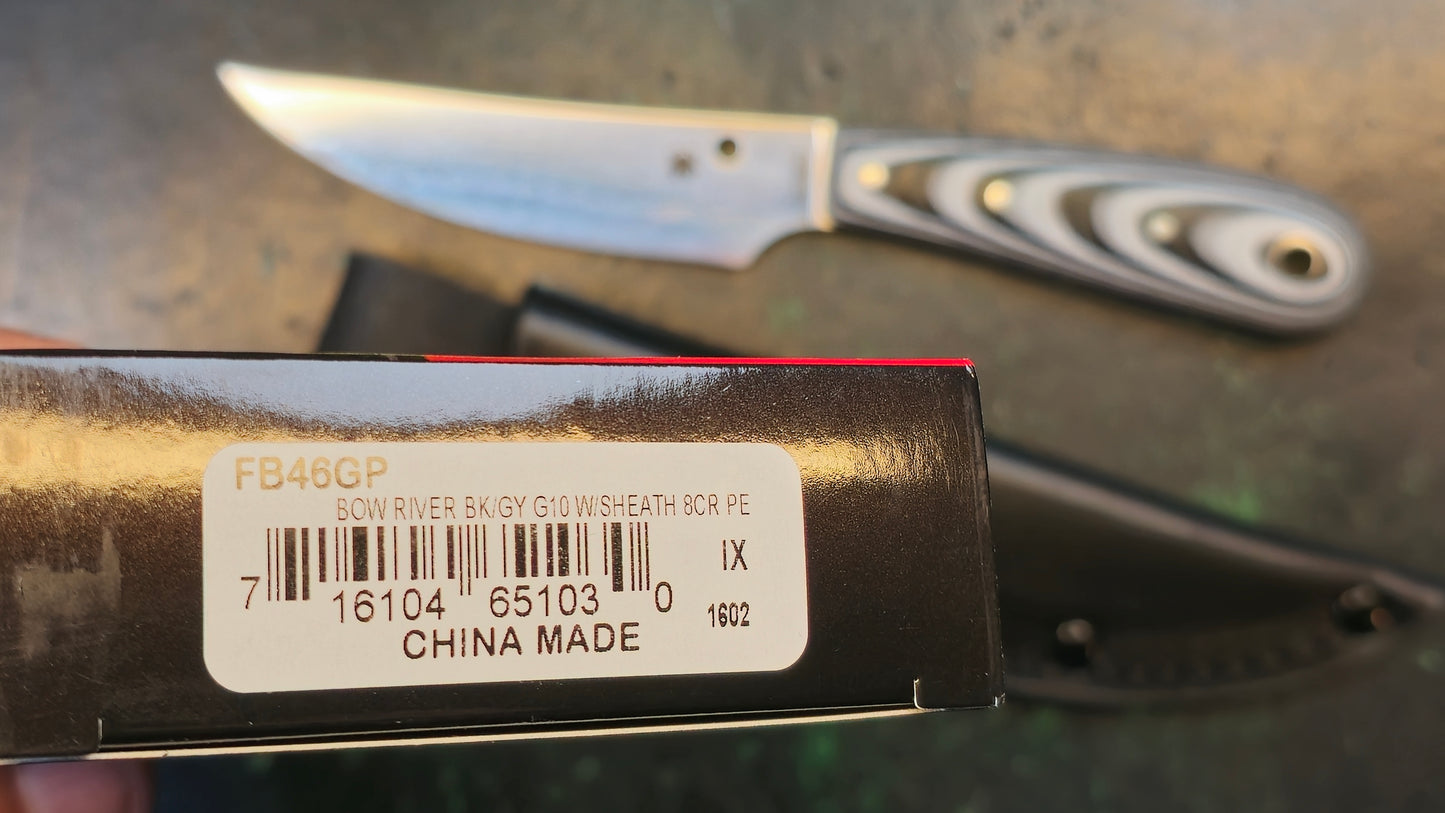 FB46GP
BOW RIVER BK/GY G10 W/SHEATH 8CR PE
IX
7 16104 65103 0
1602
CHINA MADE